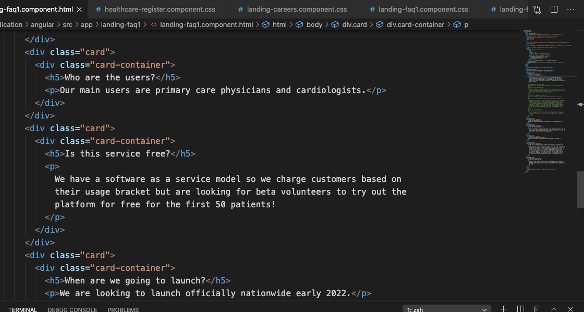 g-faq1.component.html
healthcare-register.component.css
landing-careers.component.css
landing-faq1.component.css
landing-f
lication › angular › src › app › landing-faq1 › landing-faq1.component.html › html › body › div.card › div.card-container › p
</div>
<div class="card">
<div class="card-container">
<h5>Who are the users?</h5>
<p>Our main users are primary care physicians and cardiologists.</p>
</div>
</div>
<div class="card">
<div class="card-container">
<h5>Is this service free?</h5>
<p>
We have a software as a service model so we charge customers based on
their usage bracket but are looking for beta volunteers to try out the
platform for free for the first 50 patients!
</p>
</div>
</div>
<div class="card">
<div class="card-container">
<h5>When are we going to launch?</h5>
<p>We are looking to launch officially nationwide early 2022.</p>
TERMINAL DEBUG CONSOLE PROBLEMS 1: zsh